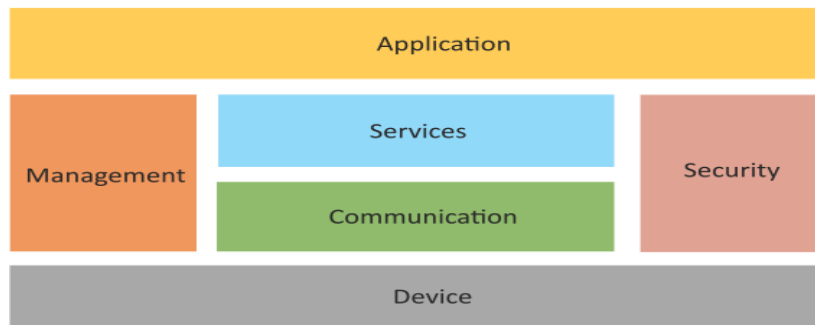 Application
Management
Services
Communication
Security
Device